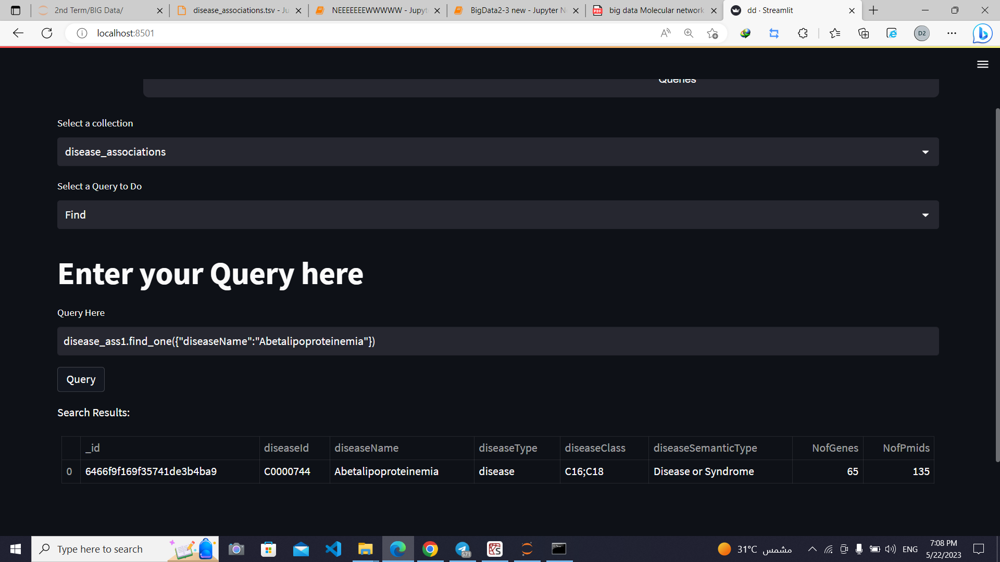 2nd Term/BIG Data/
disease_associations.tsv - Ju
NEEEEEEEWWWWW - Jupyt
BigData2-3 new - Jupyter N
big data Molecular network
dd · Streamlit
localhost:8501
D2
Queries
Select a collection
disease_associations
Select a Query to Do
Find
Enter your Query here
Query Here
disease_ass1.find_one({"diseaseName":"Abetalipoproteinemia"})
Query
Search Results:
_id diseaseId diseaseName diseaseType diseaseClass diseaseSemanticType NofGenes NofPmids
0 6466f9f169f35741de3b4ba9 C0000744 Abetalipoproteinemia disease C16;C18 Disease or Syndrome 65 135
Type here to search
571
31°C مشمس
ENG
7:08 PM
5/22/2023